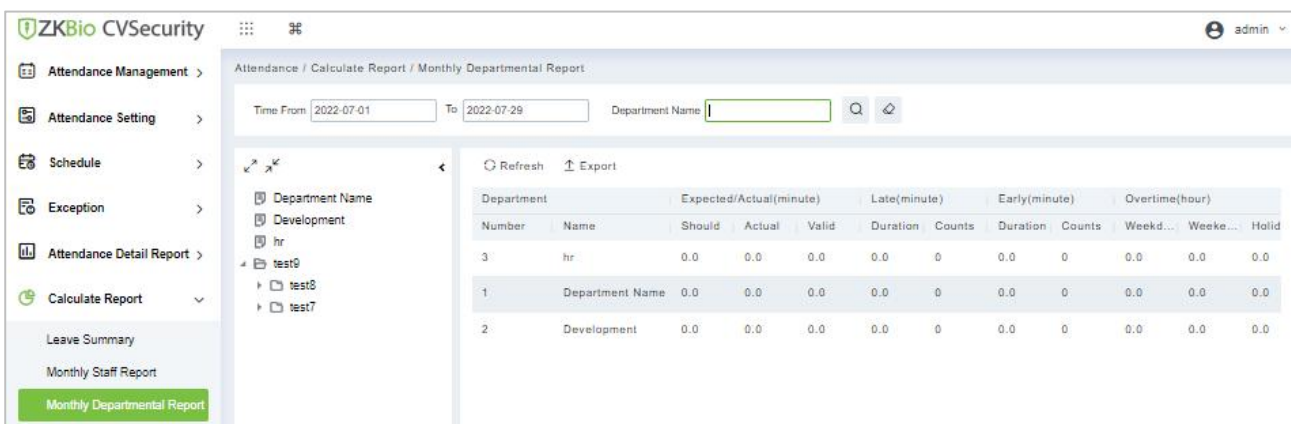 ZKBio CVSecurity
admin
Attendance Management
Attendance Setting
Schedule
Exception
Attendance Detail Report
Calculate Report
Leave Summary
Monthly Staff Report
Monthly Departmental Report
Attendance / Calculate Report / Monthly Departmental Report
Time From 2022-07-01 To 2022-07-29 Department Name
Department Name
Development
hr
test9
test8
test7
Refresh Export
Department Expected/Actual(minute) Late(minute) Early(minute) Overtime(hour)
Number Name Should Actual Valid Duration Counts Duration Counts Weekd... Weeke... Holid
3 hr 0.0 0.0 0.0 0.0 0 0.0 0 0.0 0.0 0.0
1 Department Name 0.0 0.0 0.0 0.0 0 0.0 0 0.0 0.0 0.0
2 Development 0.0 0.0 0.0 0.0 0 0.0 0 0.0 0.0 0.0